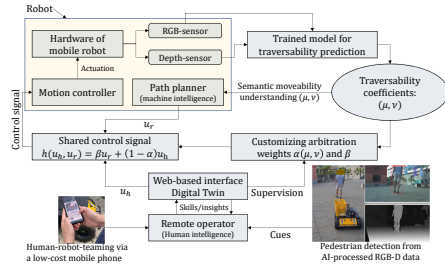 Robot
Hardware of
mobile robot
RGB-sensor
Depth-sensor
Trained model for
traversability prediction
Actuation
Motion controller
Path planner
(machine intelligence)
Semantic moveability
understanding (μ, ν)
Traversability
coefficients:
(μ, ν)
Control signal
u_r
Shared control signal
h(u_h, u_r) = βu_r + (1 − α)u_h
Customizing arbitration
weights α(μ, ν) and β
u_h
Web-based interface
Digital Twin
Supervision
Skills/insights
Remote operator
(Human intelligence)
Cues
Human-robot-teaming via
a low-cost mobile phone
Pedestrian detection from
AI-processed RGB-D data